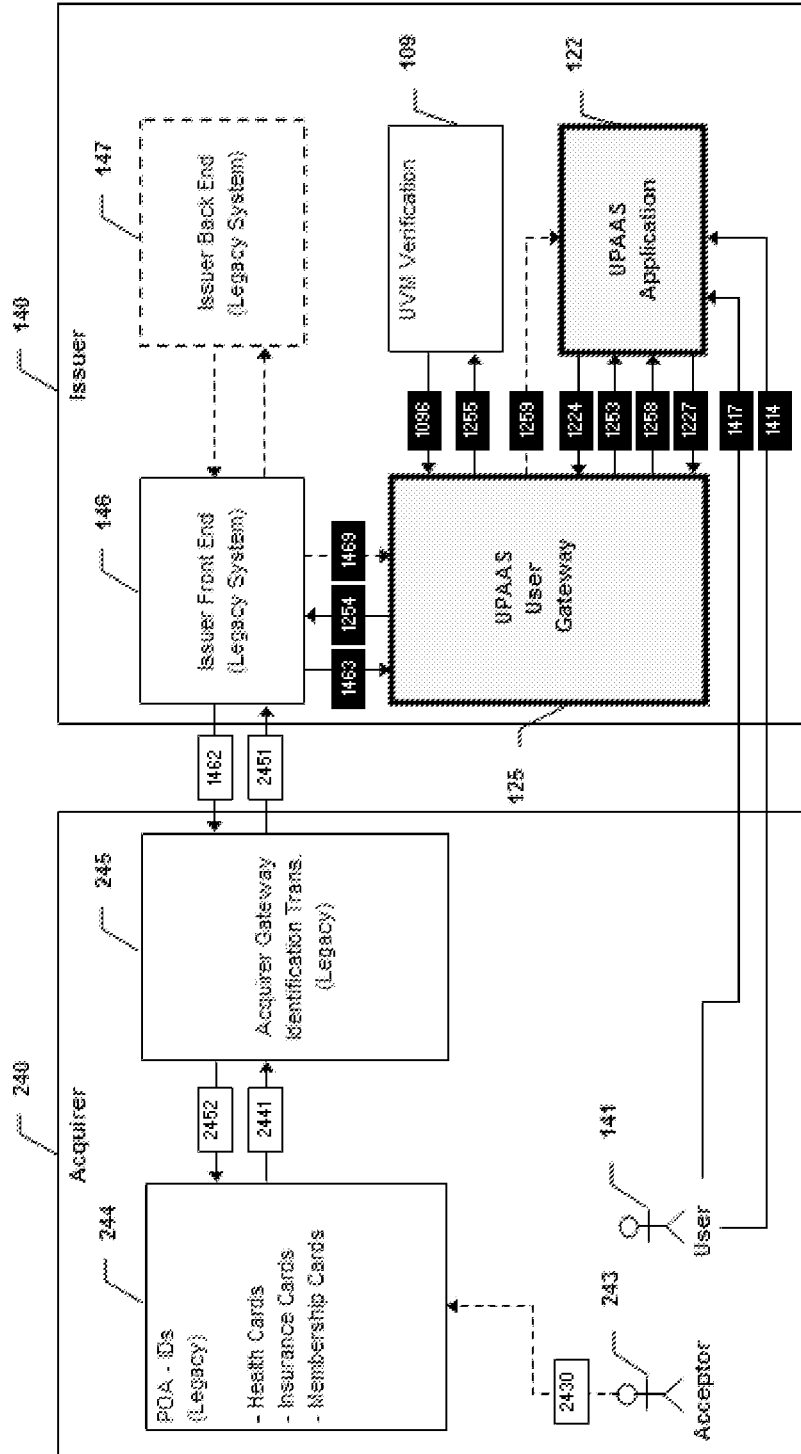 240
Acquirer
244
POA - IDs
(Legacy)
- Health Cards
- Insurance Cards
- Membership Cards
2452
2441
245
Acquirer Gateway
Identification Trans.
(Legacy)
1462
2451
2430
243
Acceptor
141
User
140
Issuer
146
Issuer Front End
(Legacy System)
147
Issuer Back End
(Legacy System)
1463
1254
1469
125
UPAAS
User
Gateway
1096
1255
1259
1224
1253
1258
1227
1417
1414
109
UVM Verification
122
UPAAS
Application